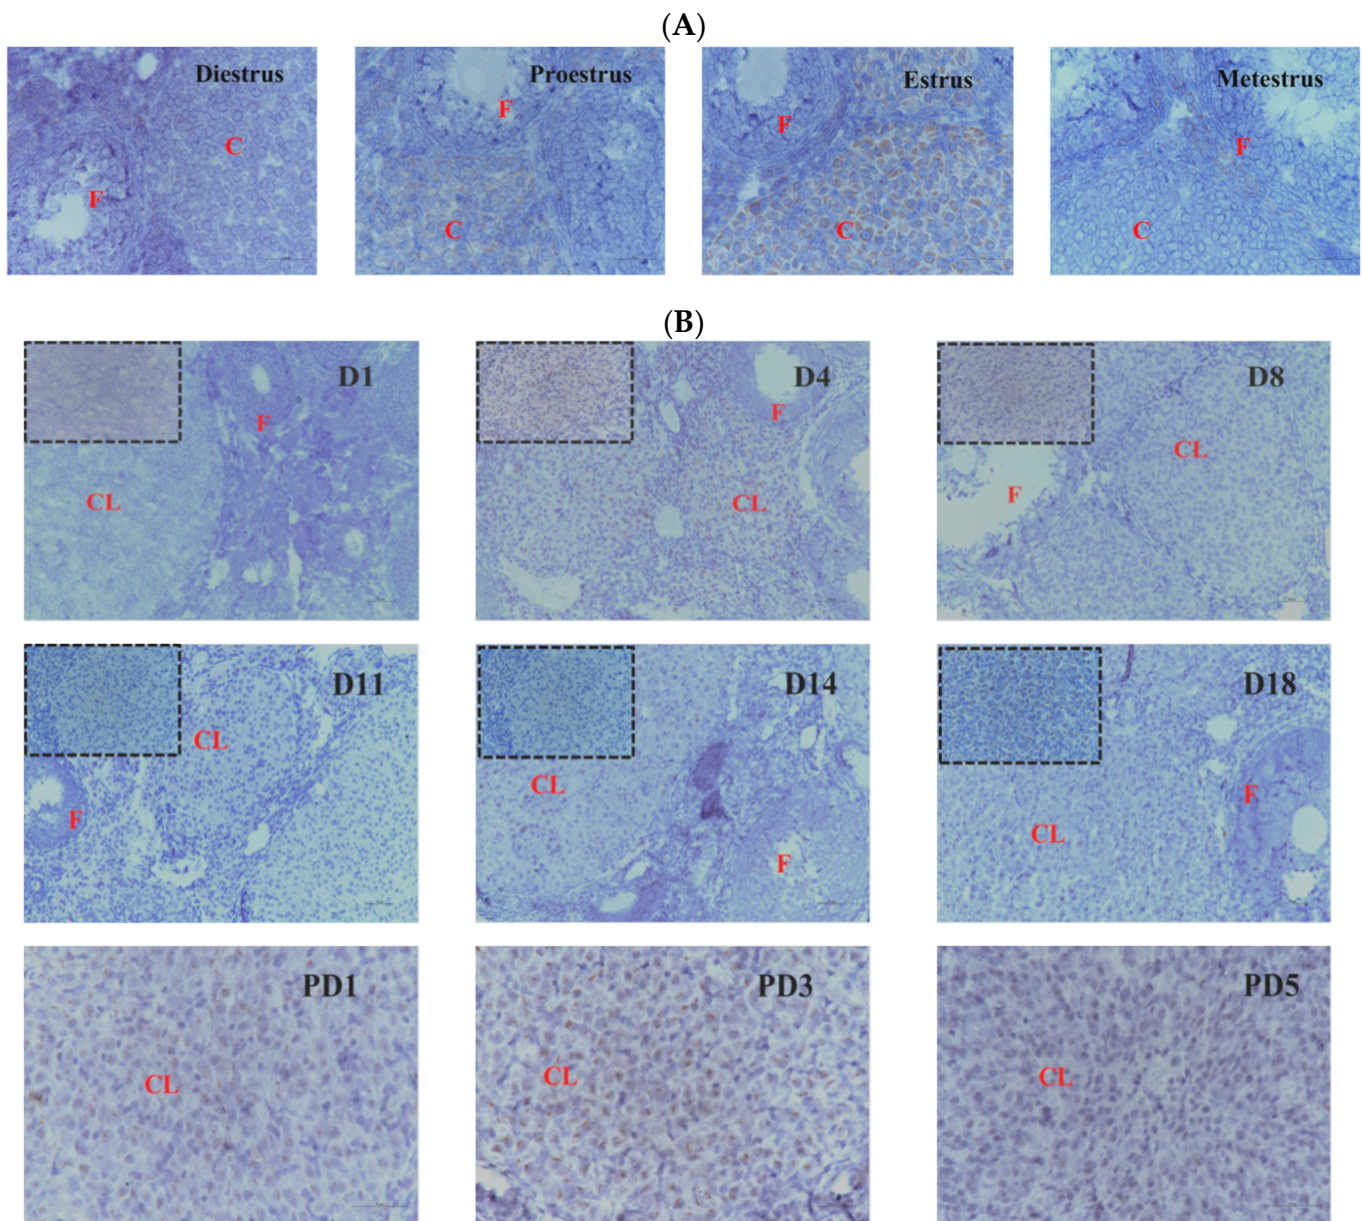 (A)
Diestrus
C
F
Proestrus
F
C
Estrus
F
C
Metestrus
F
C
(B)
D1
F
CL
D4
F
CL
D8
CL
F
D11
CL
F
D14
CL
F
D18
F
CL
PD1
CL
PD3
CL
PD5
CL